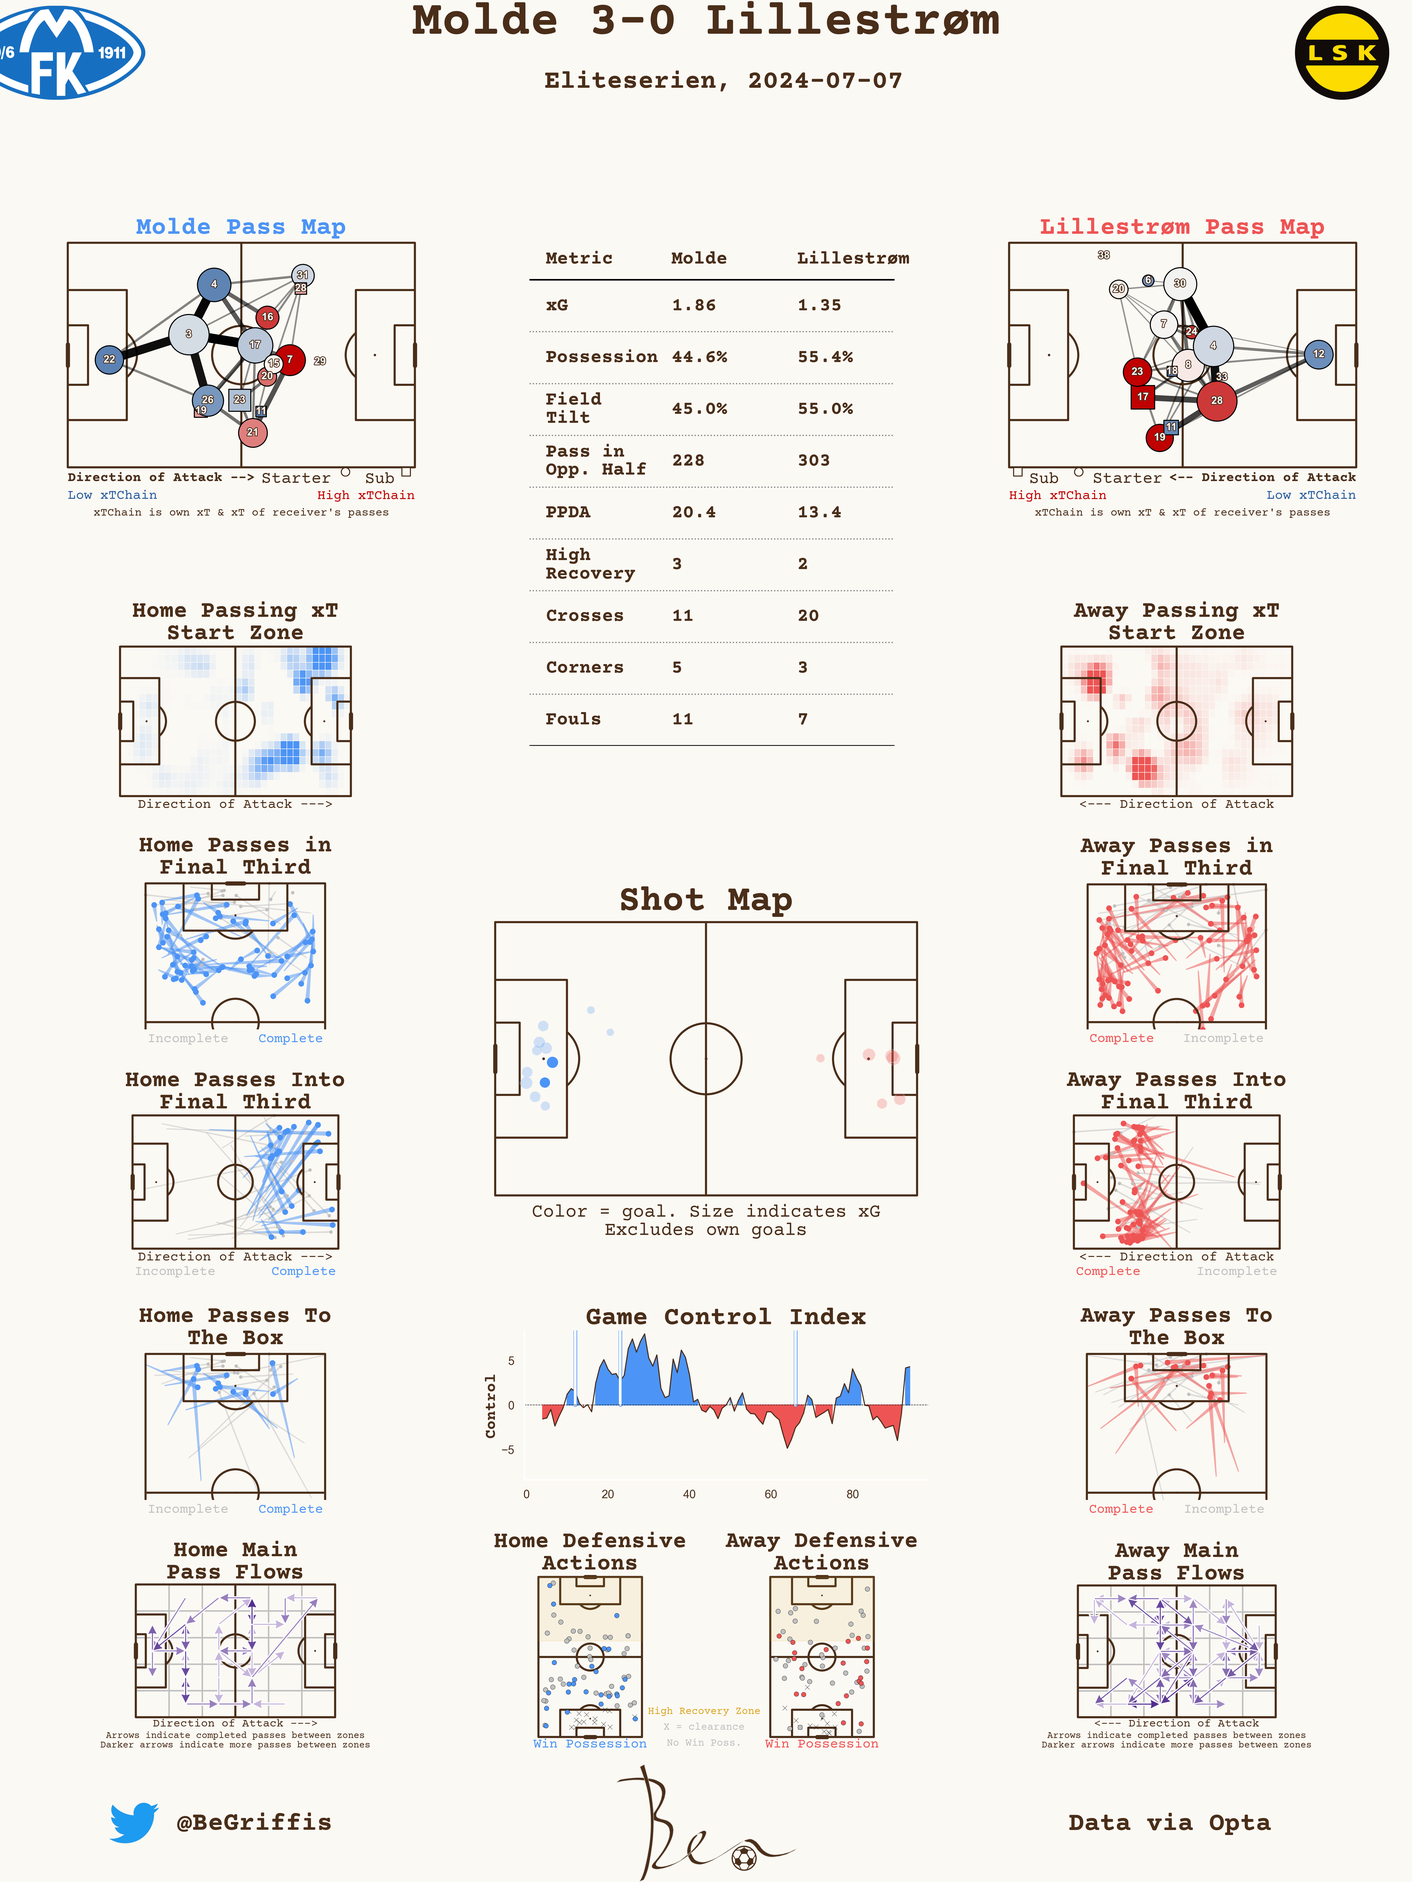 Molde 3-0 Lillestrøm
Eliteserien, 2024-07-07
9/6
1911
FK
LSK
Molde Pass Map
4
31
28
16
3
17
22
15
7
29
20
26
19
23
11
21
Direction of Attack --> Starter Sub
Low xTChain High xTChain
xTChain is own xT & xT of receiver's passes
Metric Molde Lillestrøm
xG 1.86 1.35
Possession 44.6% 55.4%
Field
Tilt 45.0% 55.0%
Pass in
Opp. Half 228 303
PPDA 20.4 13.4
High
Recovery 3 2
Crosses 11 20
Corners 5 3
Fouls 11 7
Lillestrøm Pass Map
38
20
6
30
7
24
4
12
8
18
23
33
17
28
11
19
Sub Starter <-- Direction of Attack
High xTChain Low xTChain
xTChain is own xT & xT of receiver's passes
Home Passing xT
Start Zone
Direction of Attack --->
Away Passing xT
Start Zone
<--- Direction of Attack
Home Passes in
Final Third
Incomplete Complete
Away Passes in
Final Third
Complete Incomplete
Shot Map
Color = goal. Size indicates xG
Excludes own goals
Home Passes Into
Final Third
Direction of Attack --->
Incomplete Complete
Away Passes Into
Final Third
<--- Direction of Attack
Complete Incomplete
Game Control Index
Control
5
0
−5
0 20 40 60 80
Home Passes To
The Box
Incomplete Complete
Away Passes To
The Box
Complete Incomplete
Home Main
Pass Flows
Direction of Attack --->
Arrows indicate completed passes between zones
Darker arrows indicate more passes between zones
Home Defensive
Actions
Win Possession
Away Defensive
Actions
Win Possession
High Recovery Zone
X = clearance
No Win Poss.
Away Main
Pass Flows
<--- Direction of Attack
Arrows indicate completed passes between zones
Darker arrows indicate more passes between zones
@BeGriffis
Ben
Data via Opta